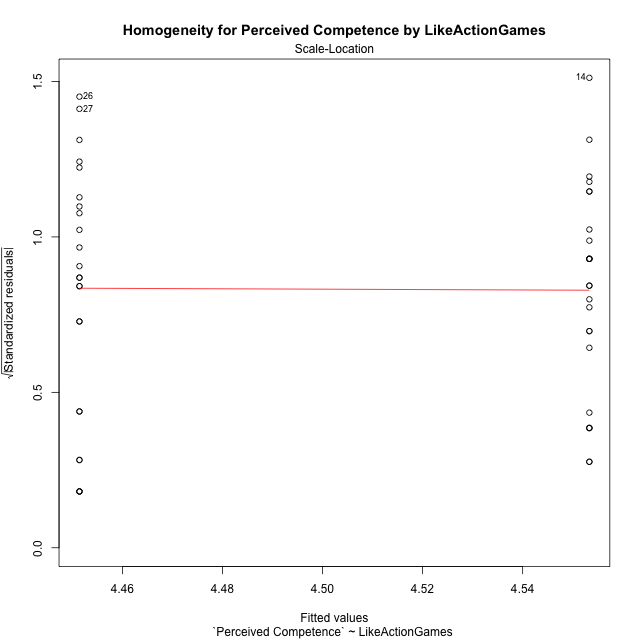 Homogeneity for Perceived Competence by LikeActionGames
Scale-Location
√|Standardized residuals|
0.0
0.5
1.0
1.5
26
27
14
4.46
4.48
4.50
4.52
4.54
Fitted values
`Perceived Competence` ~ LikeActionGames